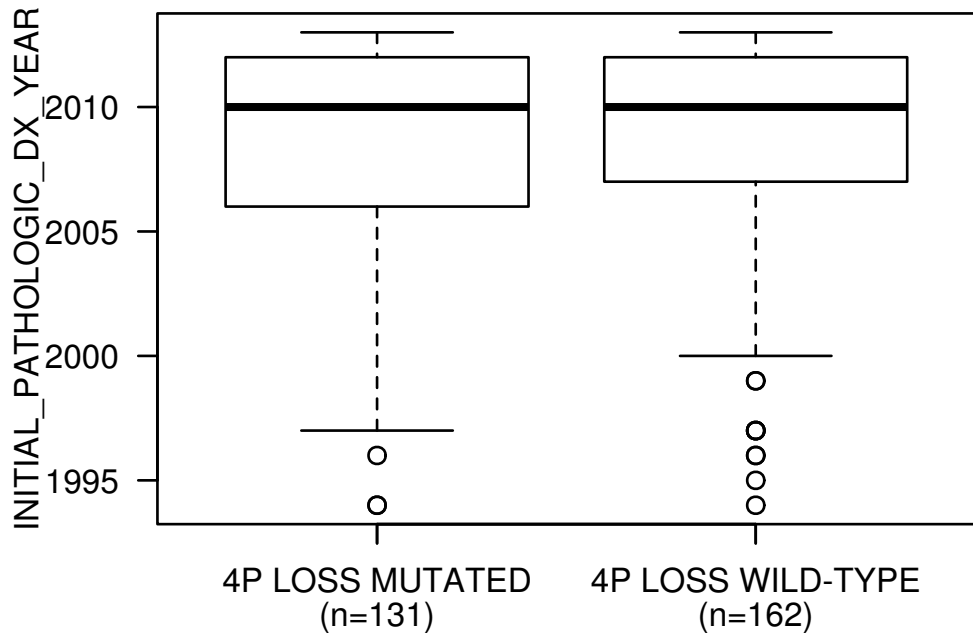 INITIAL_PATHOLOGIC_DX_YEAR
2010
2005
2000
1995
4P LOSS MUTATED
(n=131)
4P LOSS WILD-TYPE
(n=162)